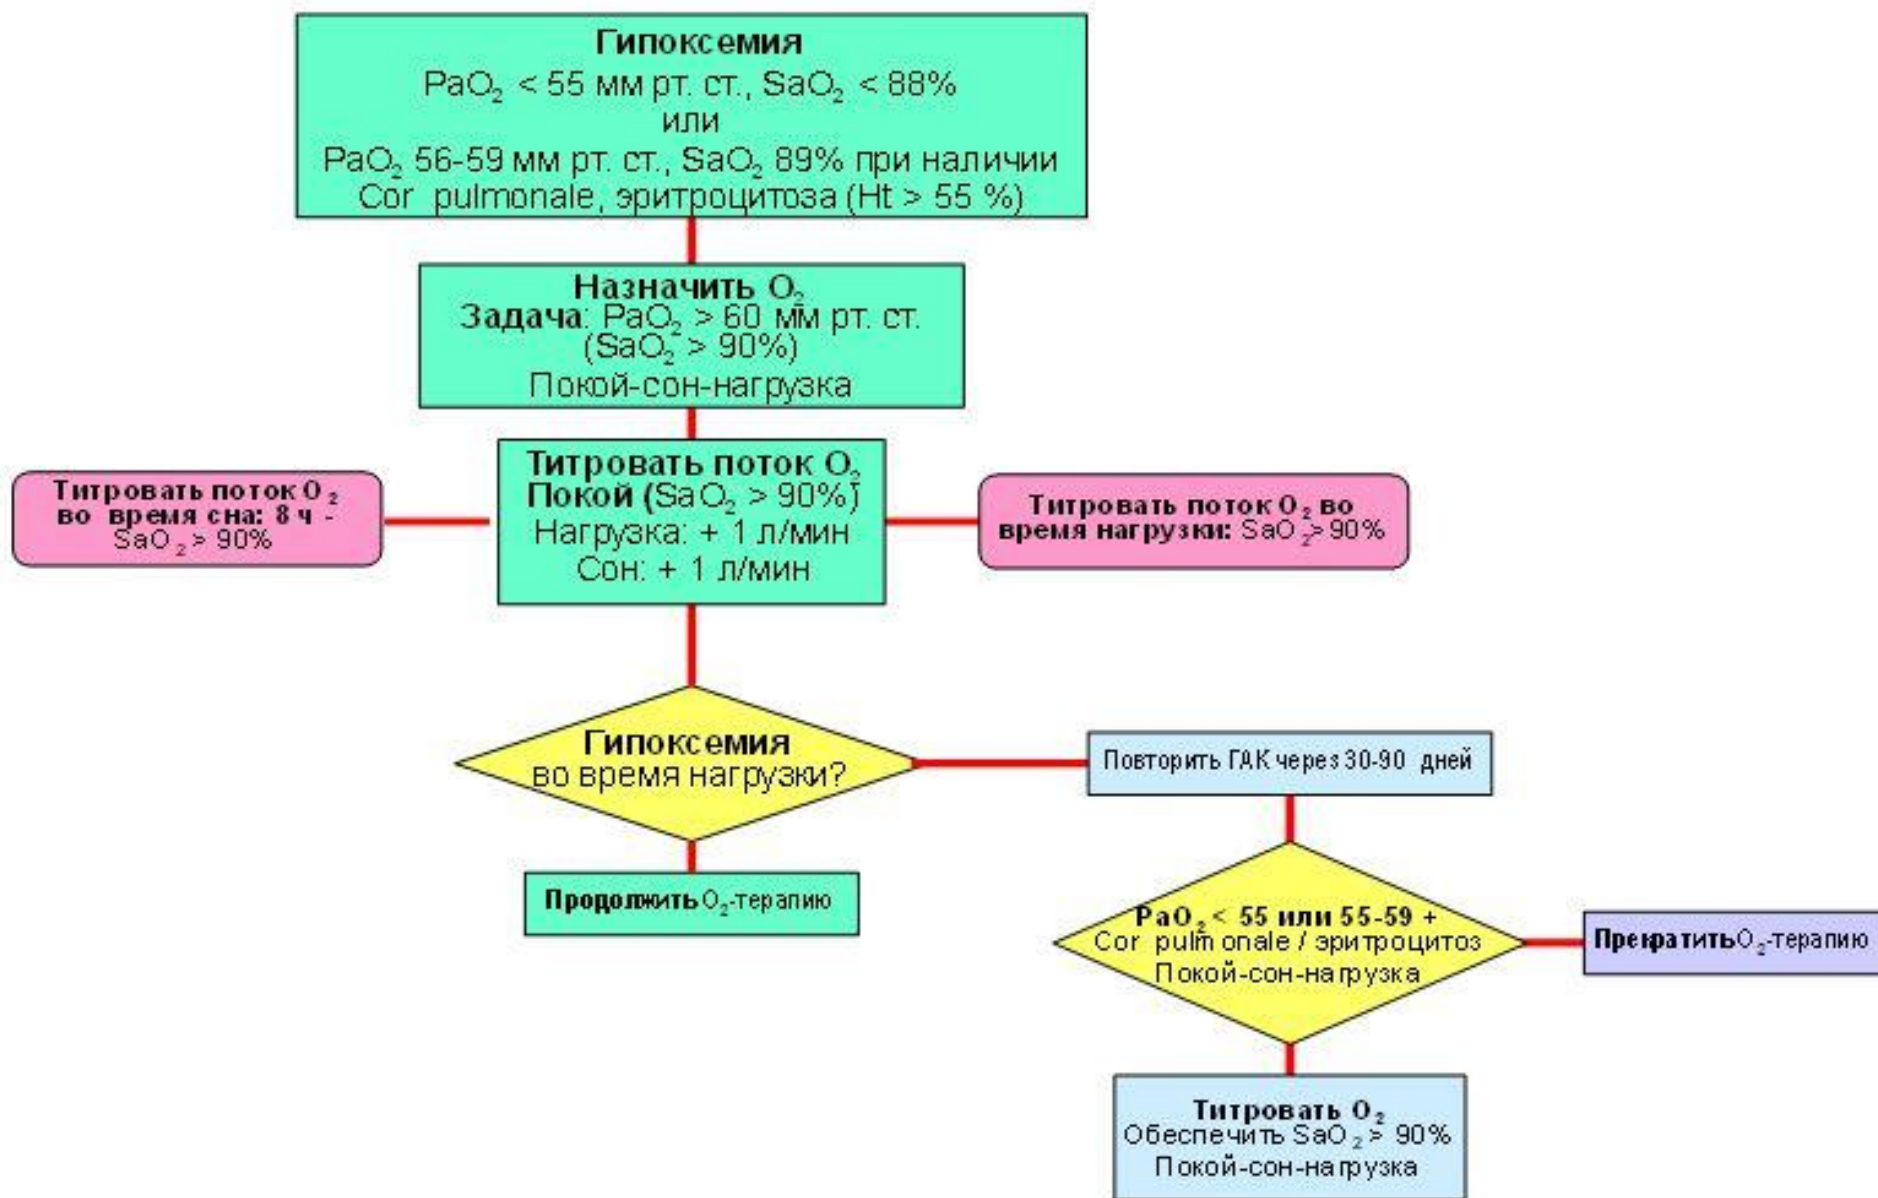 Гипоксемия
PaO₂ < 55 мм рт. ст., SaO₂ < 88%
или
PaO₂ 56-59 мм рт. ст., SaO₂ 89% при наличии
Cor pulmonale, эритроцитоза (Ht > 55 %)
Назначить O₂
Задача: PaO₂ > 60 мм рт. ст.
(SaO₂ > 90%)
Покой-сон-нагрузка
Титровать поток O₂
во время сна: 8 ч -
SaO₂ > 90%
Титровать поток O₂
Покой (SaO₂ > 90%)
Нагрузка: + 1 л/мин
Сон: + 1 л/мин
Титровать поток O₂ во
время нагрузки: SaO₂> 90%
Гипоксемия
во время нагрузки?
Повторить ГАК через 30-90 дней
Продолжить O₂-терапию
PaO₂ < 55 или 55-59 +
Cor pulmonale / эритроцитоз
Покой-сон-нагрузка
Прекратить O₂-терапию
Титровать O₂
Обеспечить SaO₂ > 90%
Покой-сон-нагрузка